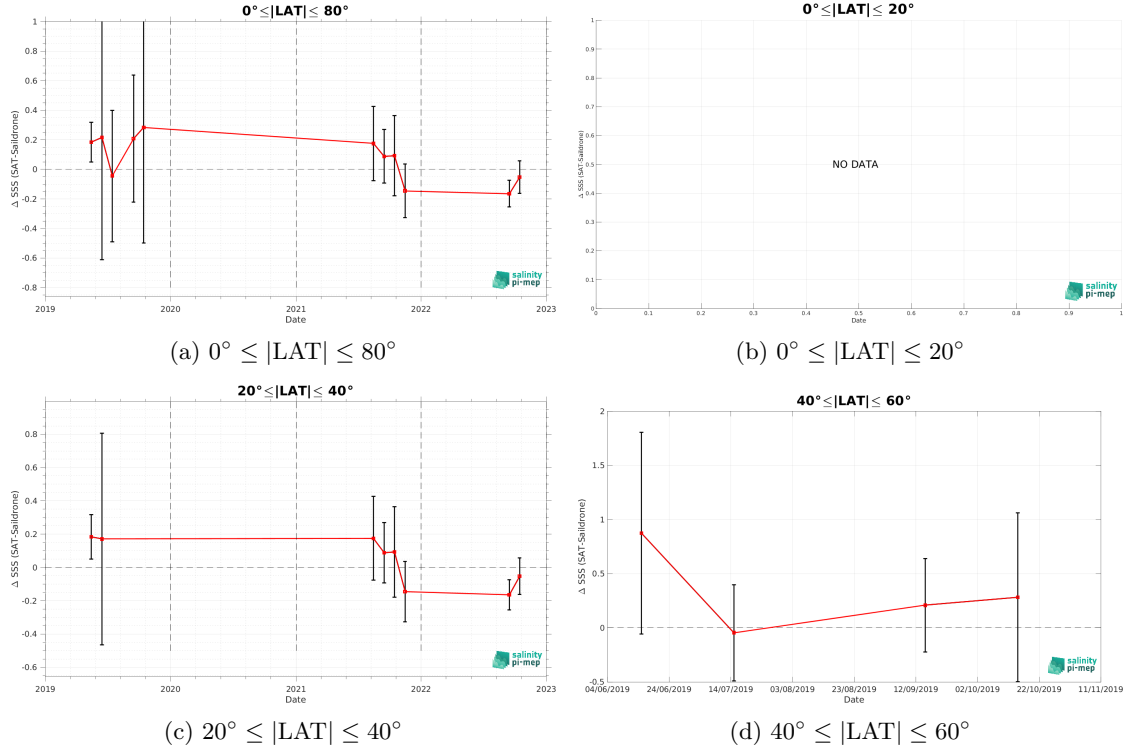 0°≤|LAT|≤ 80°
1
0.8
0.6
0.4
0.2
0
-0.2
-0.4
-0.6
-0.8
Δ SSS (SAT-Saildrone)
2019
2020
2021
2022
2023
Date
salinity
pi-mep
(a) 0° ≤ |LAT| ≤ 80°
0°≤|LAT|≤ 20°
1
0.9
0.8
0.7
0.6
0.5
0.4
0.3
0.2
0.1
0
Δ SSS (SAT-Saildrone)
NO DATA
0
0.1
0.2
0.3
0.4
0.5
0.6
0.7
0.8
0.9
1
Date
salinity
pi-mep
(b) 0° ≤ |LAT| ≤ 20°
20°≤|LAT|≤ 40°
0.8
0.6
0.4
0.2
0
-0.2
-0.4
-0.6
Δ SSS (SAT-Saildrone)
2019
2020
2021
2022
2023
Date
salinity
pi-mep
(c) 20° ≤ |LAT| ≤ 40°
40°≤|LAT|≤ 60°
2
1.5
1
0.5
0
-0.5
Δ SSS (SAT-Saildrone)
04/06/2019
24/06/2019
14/07/2019
03/08/2019
23/08/2019
12/09/2019
02/10/2019
22/10/2019
11/11/2019
Date
salinity
pi-mep
(d) 40° ≤ |LAT| ≤ 60°